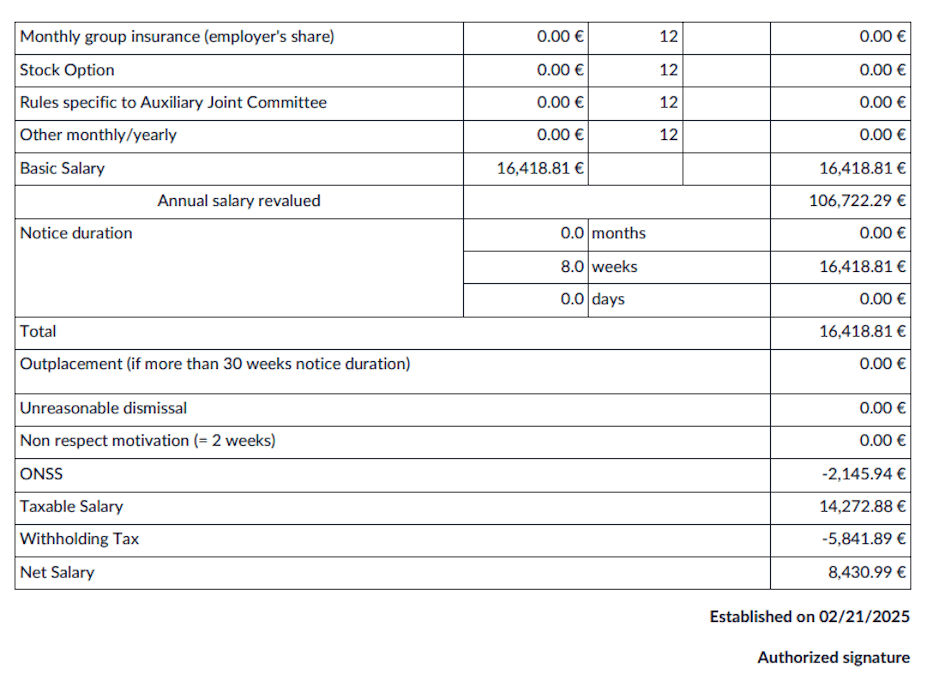 Monthly group insurance (employer's share) 0.00 € 12 0.00 €
Stock Option 0.00 € 12 0.00 €
Rules specific to Auxiliary Joint Committee 0.00 € 12 0.00 €
Other monthly/yearly 0.00 € 12 0.00 €
Basic Salary 16,418.81 € 16,418.81 €
Annual salary revalued 106,722.29 €
Notice duration 0.0 months 0.00 €
8.0 weeks 16,418.81 €
0.0 days 0.00 €
Total 16,418.81 €
Outplacement (if more than 30 weeks notice duration) 0.00 €
Unreasonable dismissal 0.00 €
Non respect motivation (= 2 weeks) 0.00 €
ONSS -2,145.94 €
Taxable Salary 14,272.88 €
Withholding Tax -5,841.89 €
Net Salary 8,430.99 €
Established on 02/21/2025
Authorized signature